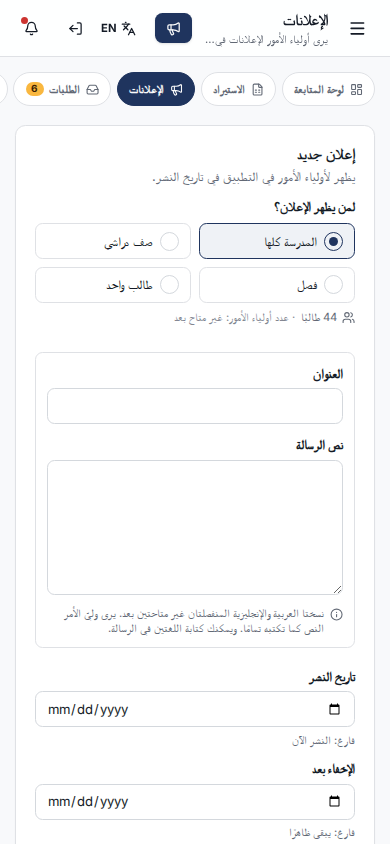 الإعلانات
يرى أولياء الأمور الإعلانات في...
EN
لوحة المتابعة
الاستيراد
الإعلانات
الطلبات 6
إعلان جديد
يظهر لأولياء الأمور في التطبيق في تاريخ النشر.
لمن يظهر الإعلان؟
المدرسة كلها
صف دراسي
فصل
طالب واحد
44 طالبًا · عدد أولياء الأمور: غير متاح بعد
العنوان
نص الرسالة
نسختا العربية والإنجليزية المنفصلتان غير متاحتين بعد. يرى وليّ الأمر
النص كما تكتبه تمامًا. ويمكنك كتابة اللغتين في الرسالة.
تاريخ النشر
mm/dd/yyyy
فارغ: النشر الآن
الإخفاء بعد
mm/dd/yyyy
فارغ: يبقى ظاهرًا